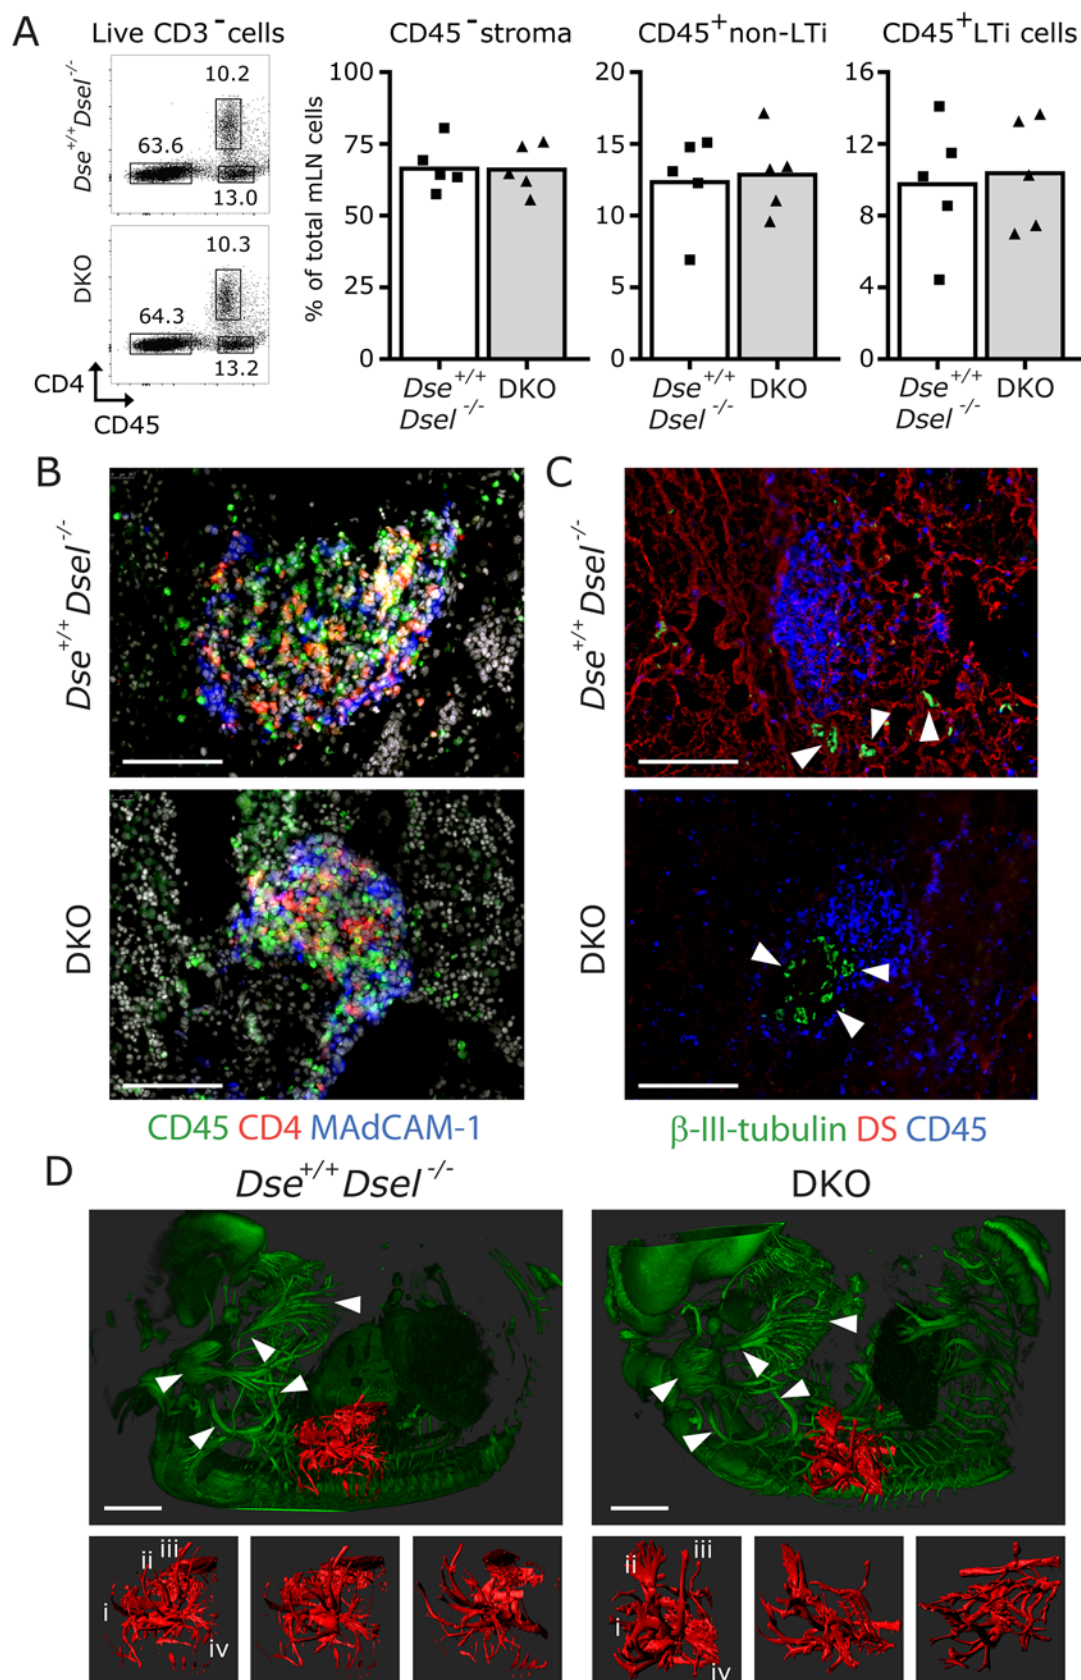 A
Live CD3⁻cells
CD45⁻stroma
CD45⁺non-LTi
CD45⁺LTi cells
Dse⁺/⁺Dsel⁻/⁻
10.2
63.6
13.0
DKO
10.3
64.3
13.2
CD4
CD45
% of total mLN cells
100
75
50
25
0
Dse⁺/⁺ DKO
Dsel⁻/⁻
20
15
10
5
0
Dse⁺/⁺ DKO
Dsel⁻/⁻
16
12
8
4
0
Dse⁺/⁺ DKO
Dsel⁻/⁻
B
Dse⁺/⁺Dsel⁻/⁻
DKO
CD45 CD4 MAdCAM-1
C
Dse⁺/⁺Dsel⁻/⁻
DKO
β-III-tubulin DS CD45
D
Dse⁺/⁺Dsel⁻/⁻
DKO
i
ii
iii
iv
i
ii
iii
iv